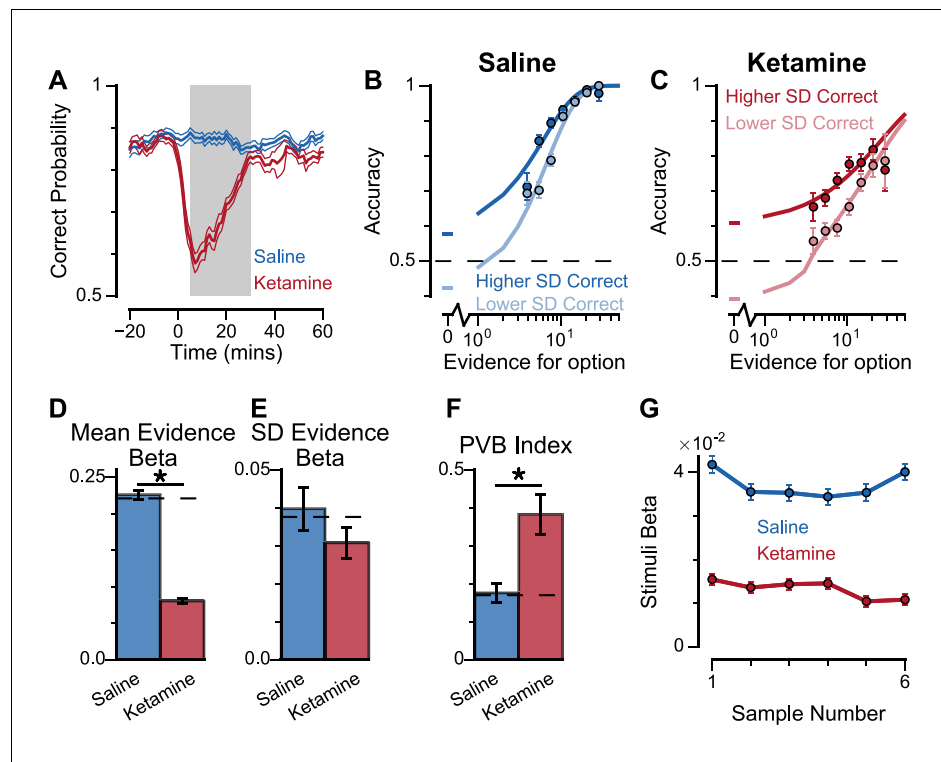 A
1
Correct Probability
0.5
Saline
Ketamine
−20
0
20
40
60
Time (mins)
B
Saline
1
Accuracy
0.5
Higher SD Correct
Lower SD Correct
0
10⁰
10¹
Evidence for option
C
Ketamine
1
Higher SD Correct
Lower SD Correct
Accuracy
0.5
0
10⁰
10¹
Evidence for option
D
Mean Evidence
Beta
0.25
*
0.0
Saline
Ketamine
E
SD Evidence
Beta
0.05
0.0
Saline
Ketamine
F
PVB Index
0.5
*
0
Saline
Ketamine
G
×10⁻²
4
Stimuli Beta
Saline
Ketamine
0
1
6
Sample Number